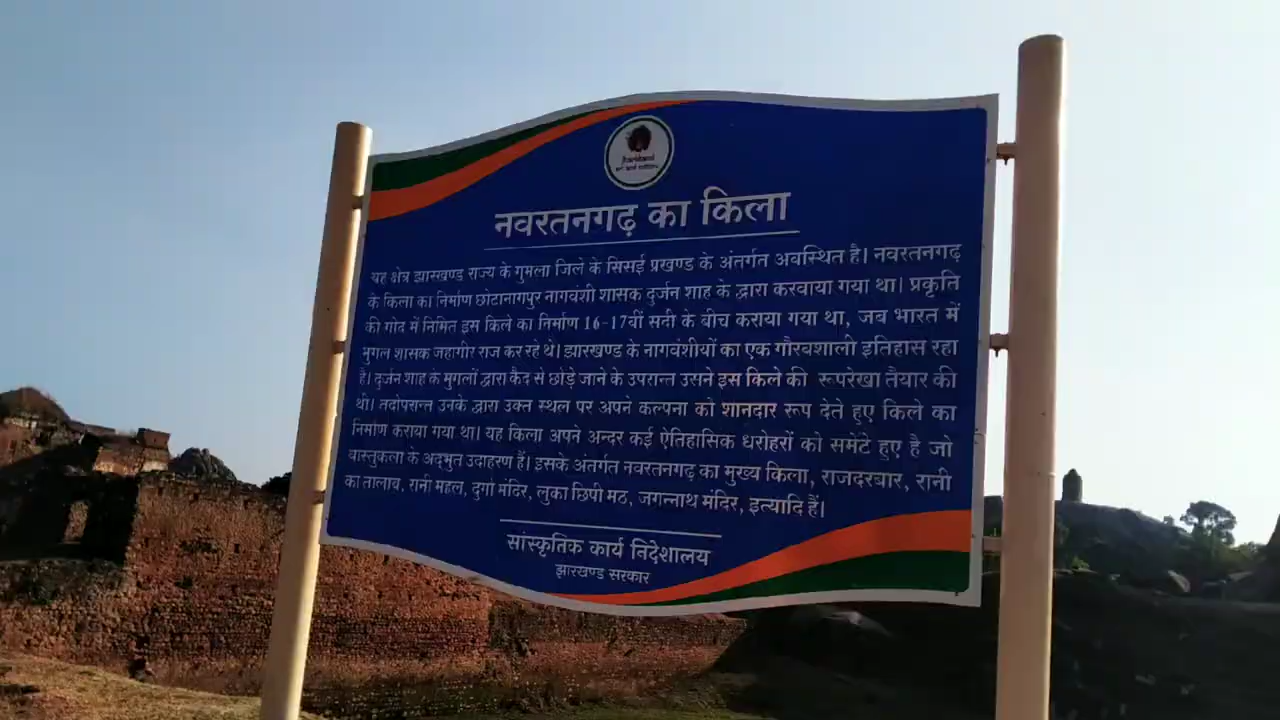 Jharkhand
नवरतनगढ़ का किला
यह क्षेत्र झारखण्ड राज्य के गुमला जिले के सिसई प्रखण्ड के अंतर्गत अवस्थित है। नवरतनगढ़
के किला का निर्माण छोटानागपुर नागवंशी शासक दुर्जन शाह के द्वारा करवाया गया था। प्रकृति
की गोद में निमित इस किले का निर्माण 16-17वीं सदी के बीच कराया गया था, जब भारत में
मुगल शासक जहांगीर राज कर रहे थे। झारखण्ड के नागवंशीयों का एक गौरबशाली इतिहास रहा
है। दुर्जन शाह के मुगलों द्वारा कैद से छोड़े जाने के उपरान्त उसने इस किले की रूपरेखा तैयार की
थी। तदोपरान्त उनके द्वारा उक्त स्थल पर अपने कल्पना को शानदार रूप देते हुए किले का
निर्माण कराया गया था। यह किला अपने अन्दर कई ऐतिहासिक धरोहरों को समेटे हुए है जो
वास्तुकला के अदभुत उदाहरण हैं। इसके अंतर्गत नवरतनगढ़ का मुख्य किला, राजदरबार, रानी
का तालाब, रानी महल, दुर्गा मंदिर, लुका छिपी मठ, जगन्नाथ मंदिर, इत्यादि हैं।
सांस्कृतिक कार्य निदेशालय
झारखण्ड सरकार